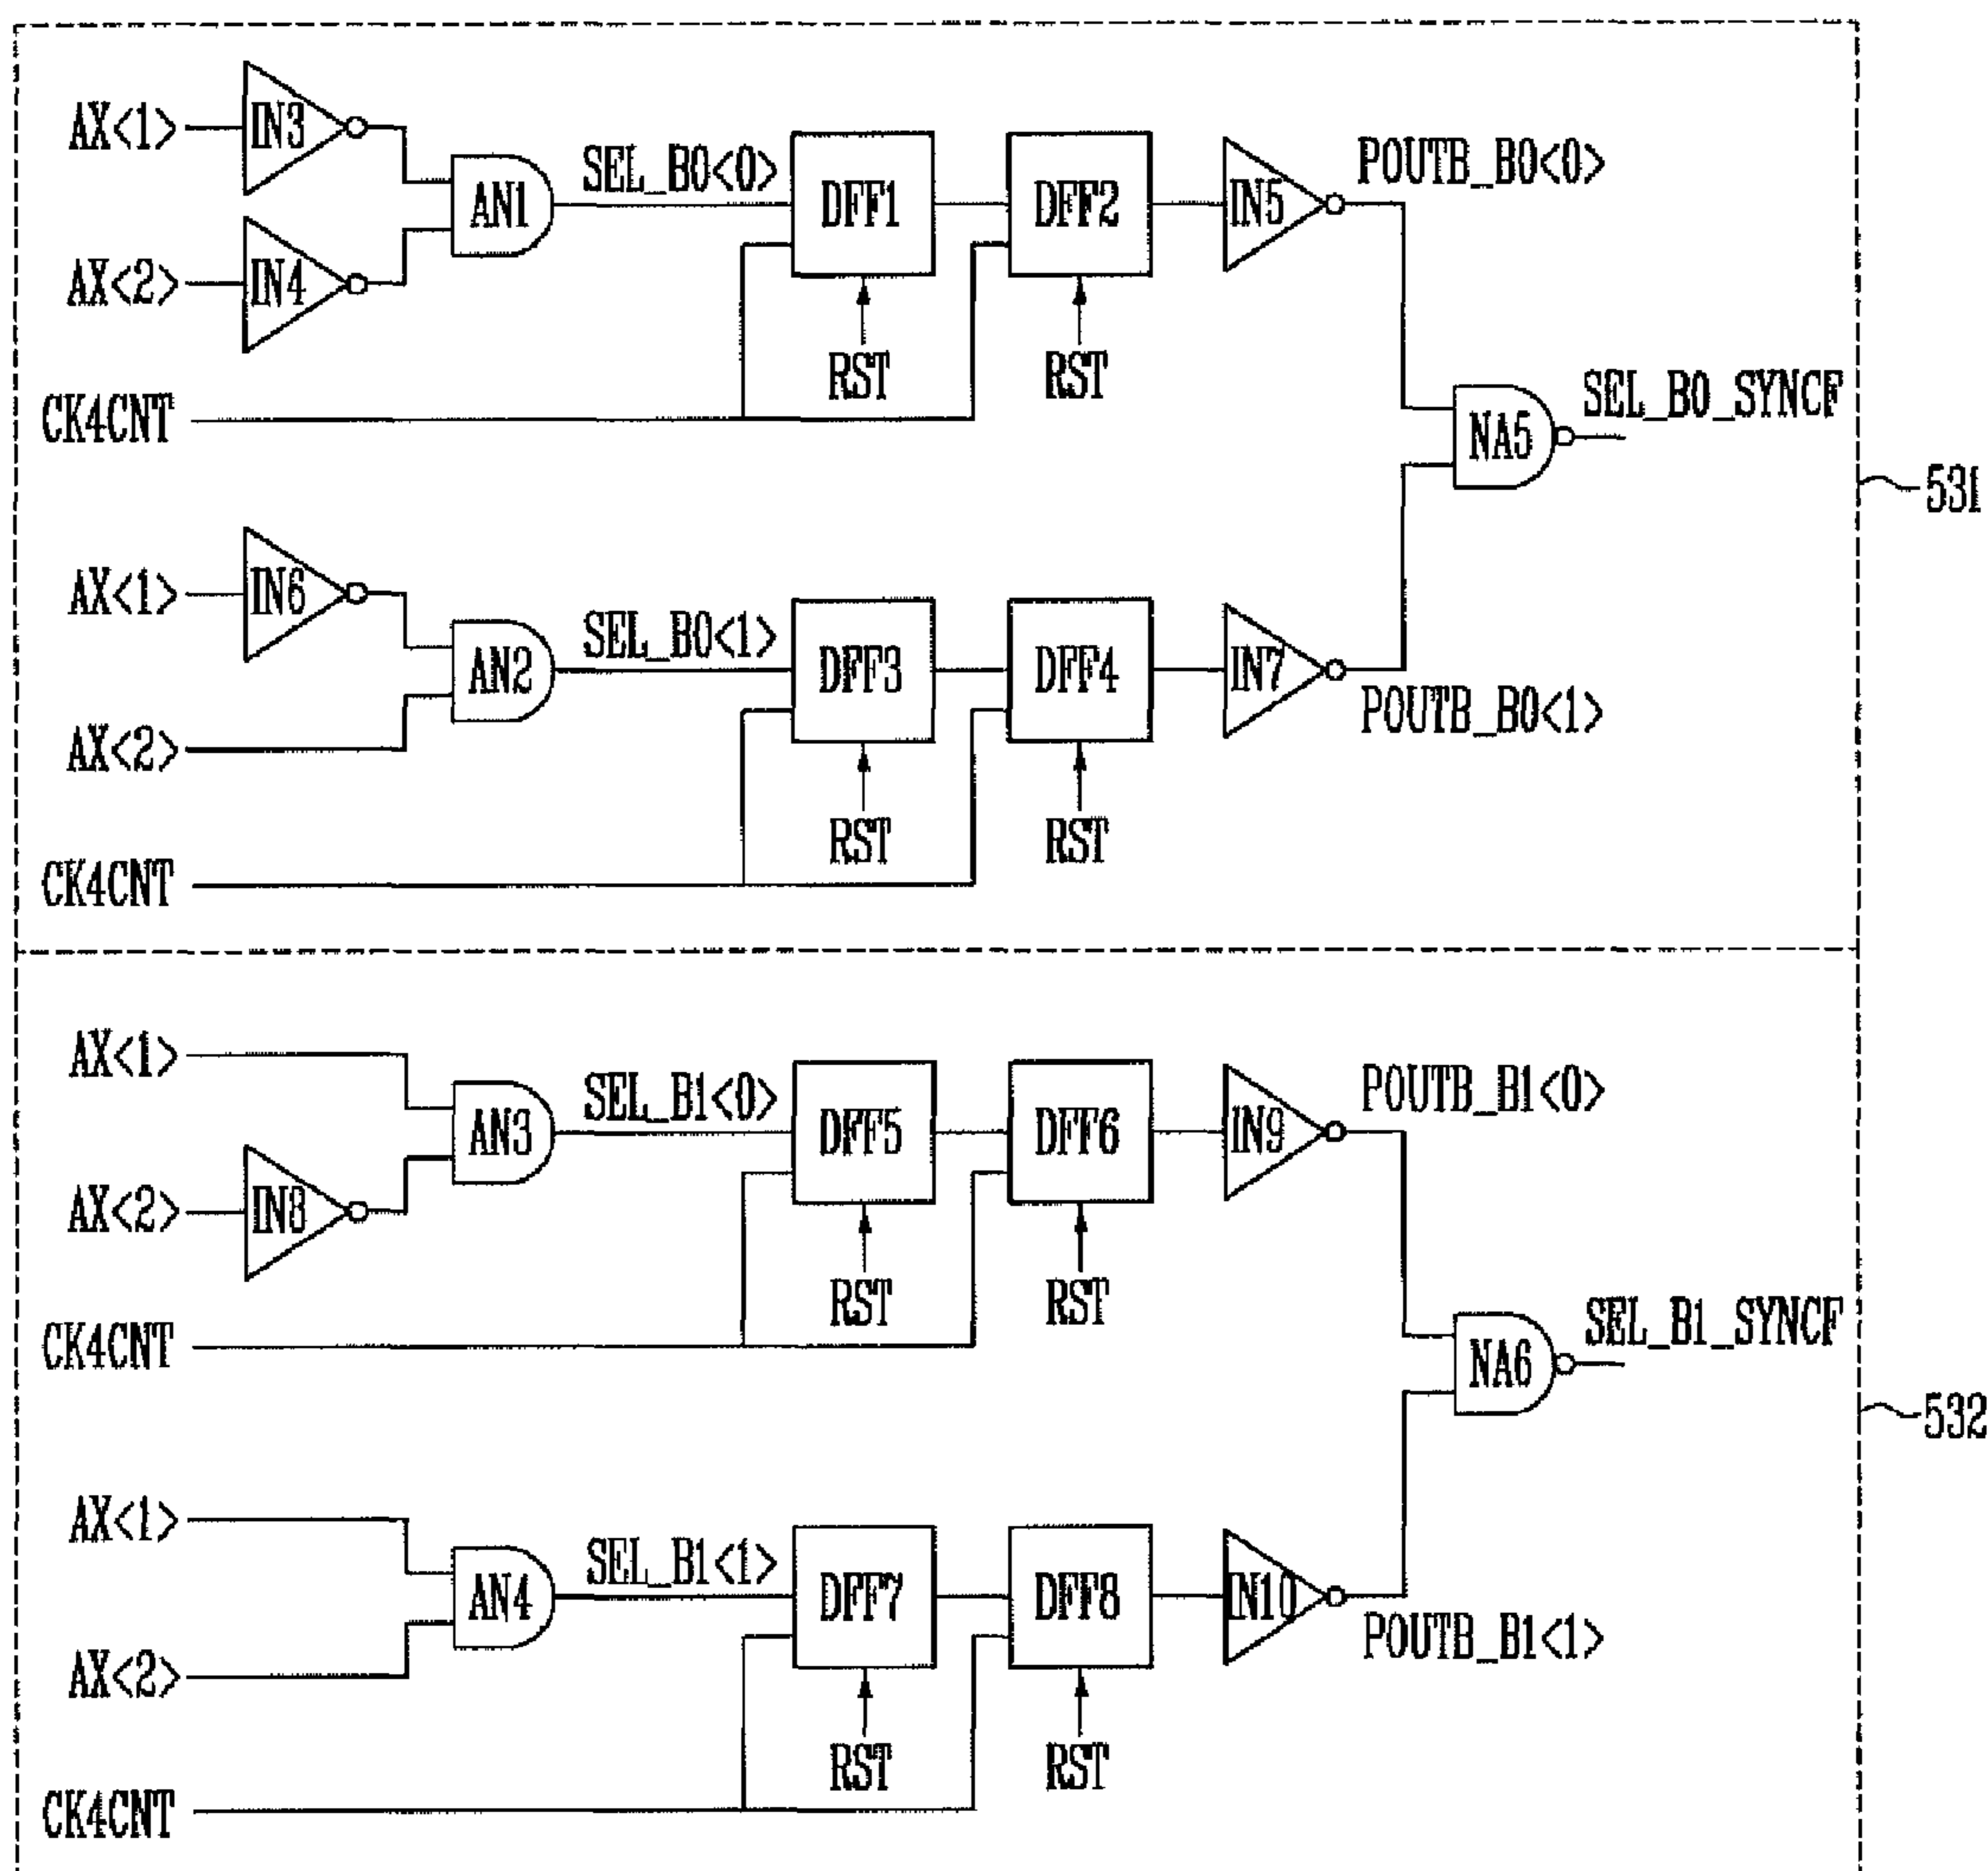 AX<1>
IN3
AX<2>
IN4
AN1
SEL_B0<0>
DFF1
DFF2
IN5
POUTB_B0<0>
RST
RST
CK4CNT
NA5
SEL_B0_SYNCF
531
AX<1>
IN6
AX<2>
AN2
SEL_B0<1>
DFF3
DFF4
IN7
POUTB_B0<1>
RST
RST
CK4CNT
AX<1>
AX<2>
IN8
AN3
SEL_B1<0>
DFF5
DFF6
IN9
POUTB_B1<0>
RST
RST
CK4CNT
NA6
SEL_B1_SYNCF
532
AX<1>
AX<2>
AN4
SEL_B1<1>
DFF7
DFF8
IN10
POUTB_B1<1>
RST
RST
CK4CNT